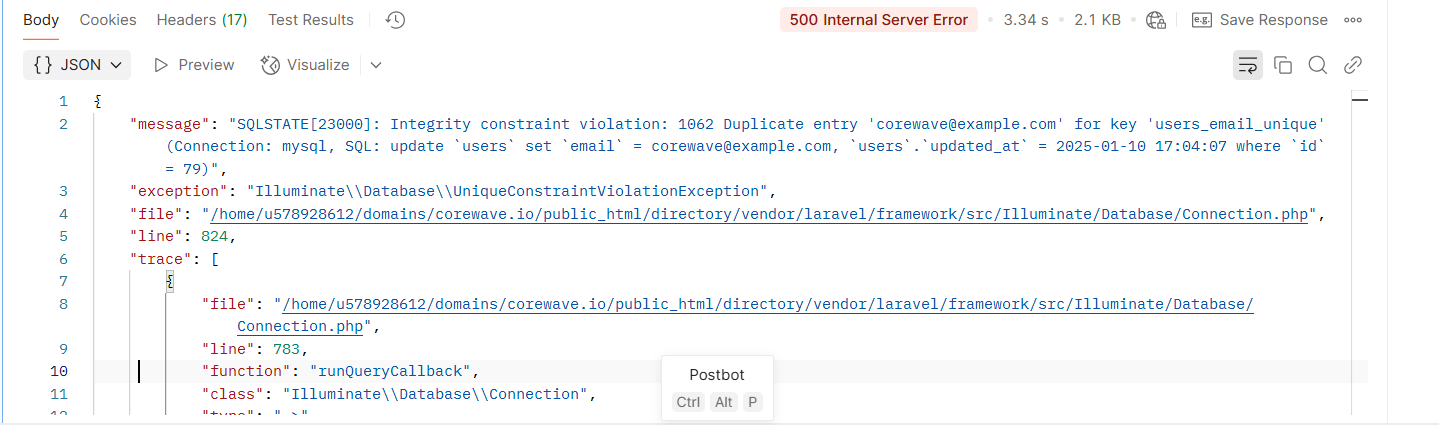 Body Cookies Headers (17) Test Results 500 Internal Server Error • 3.34 s • 2.1 KB e.g. Save Response
{} JSON Preview Visualize
1 {
2 "message": "SQLSTATE[23000]: Integrity constraint violation: 1062 Duplicate entry 'corewave@example.com' for key 'users_email_unique'
(Connection: mysql, SQL: update `users` set `email` = corewave@example.com, `users`.`updated_at` = 2025-01-10 17:04:07 where `id`
= 79)",
3 "exception": "Illuminate\\Database\\UniqueConstraintViolationException",
4 "file": "/home/u578928612/domains/corewave.io/public_html/directory/vendor/laravel/framework/src/Illuminate/Database/Connection.php",
5 "line": 824,
6 "trace": [
7 {
8 "file": "/home/u578928612/domains/corewave.io/public_html/directory/vendor/laravel/framework/src/Illuminate/Database/
Connection.php",
9 "line": 783,
10 "function": "runQueryCallback",
11 "class": "Illuminate\\Database\\Connection",
Postbot
Ctrl Alt P